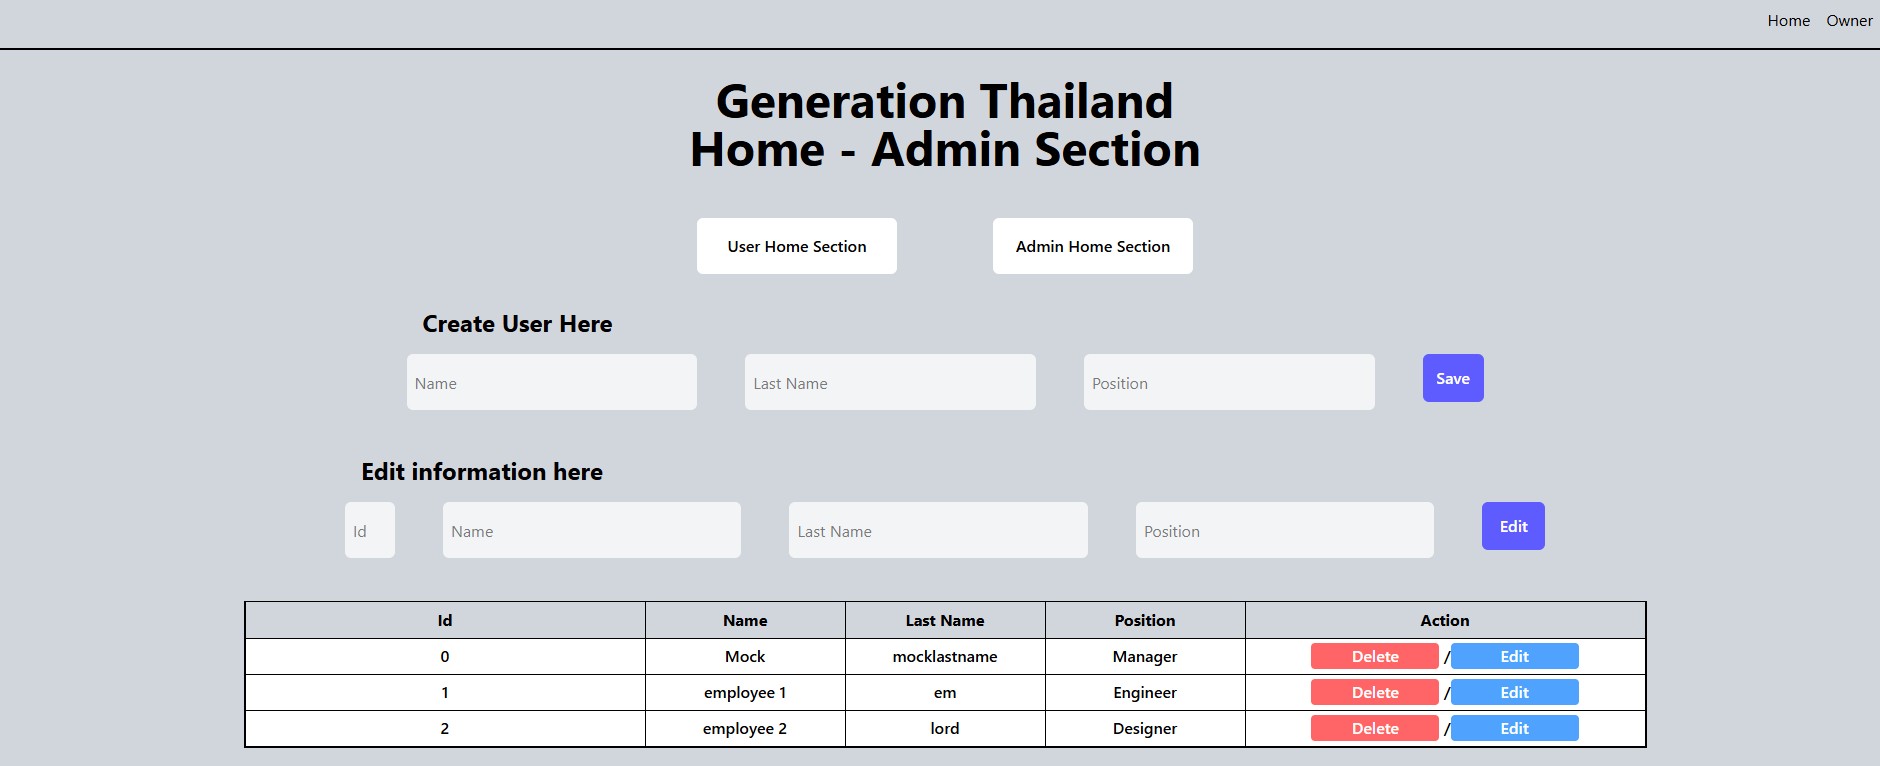 Home Owner
Generation Thailand
Home - Admin Section
User Home Section Admin Home Section
Create User Here
Name Last Name Position Save
Edit information here
Id Name Last Name Position Edit
Id Name Last Name Position Action
0 Mock mocklastname Manager Delete / Edit
1 employee 1 em Engineer Delete / Edit
2 employee 2 lord Designer Delete / Edit